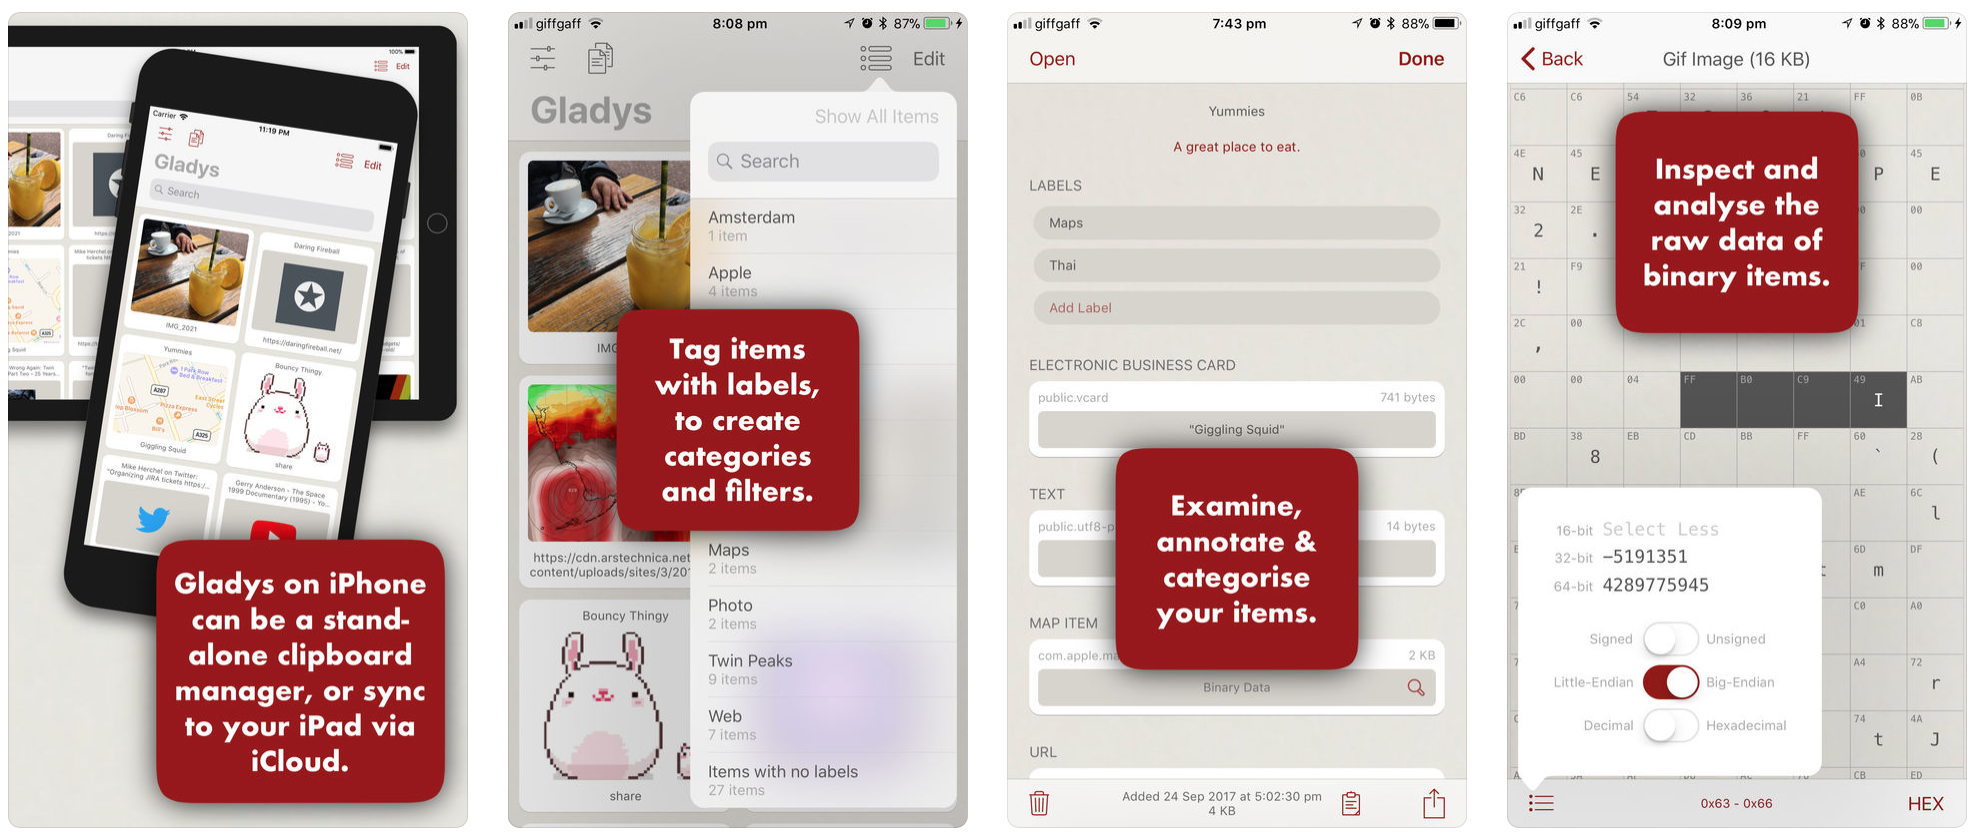 100%
Edit
Carrier
11:19 PM
Gladys
Edit
Search
IMG_2021
Daring Fireball
https://daringfireball.net/
Yummies
Giggling Squid
Bouncy Thingy
share
Mike Herchel on Twitter:
"Organizing JIRA tickets https:/...
Gerry Anderson - The Space
1999 Documentary (1995) - Yo...
Gladys on iPhone
can be a stand-
alone clipboard
manager, or sync
to your iPad via
iCloud.
giffgaff
8:08 pm
87%
Edit
Gladys
Show All Items
Search
Amsterdam
1 item
Apple
4 items
Tag items
with labels,
to create
categories
and filters.
https://cdn.arstechnica.net
content/uploads/sites/3/20
Maps
2 items
Photo
2 items
Twin Peaks
9 items
Web
7 items
Items with no labels
27 items
Bouncy Thingy
share
giffgaff
7:43 pm
88%
Open
Done
Yummies
A great place to eat.
LABELS
Maps
Thai
Add Label
ELECTRONIC BUSINESS CARD
public.vcard
741 bytes
"Giggling Squid"
TEXT
public.utf8-p
14 bytes
MAP ITEM
com.apple.ma
2 KB
Binary Data
URL
Examine,
annotate &
categorise
your items.
Added 24 Sep 2017 at 5:02:30 pm
4 KB
giffgaff
8:09 pm
88%
Back
Gif Image (16 KB)
C6 C6 54 32 36 21 FF 0B
4E 45 45
N E P E
32 2E 00
2 .
21 F9 00
!
2C 00 01 C8
,
00 00 04 FF B0 C9 49 AB
I
BD 38 EB CD BB FF 60 28
8 ` (
AE 6C
l
6D DF
m
C0 A0
A4 72
r
74 4A
t J
CB ED
Inspect and
analyse the
raw data of
binary items.
16-bit Select Less
32-bit −5191351
64-bit 4289775945
Signed Unsigned
Little-Endian Big-Endian
Decimal Hexadecimal
0x63 - 0x66
HEX